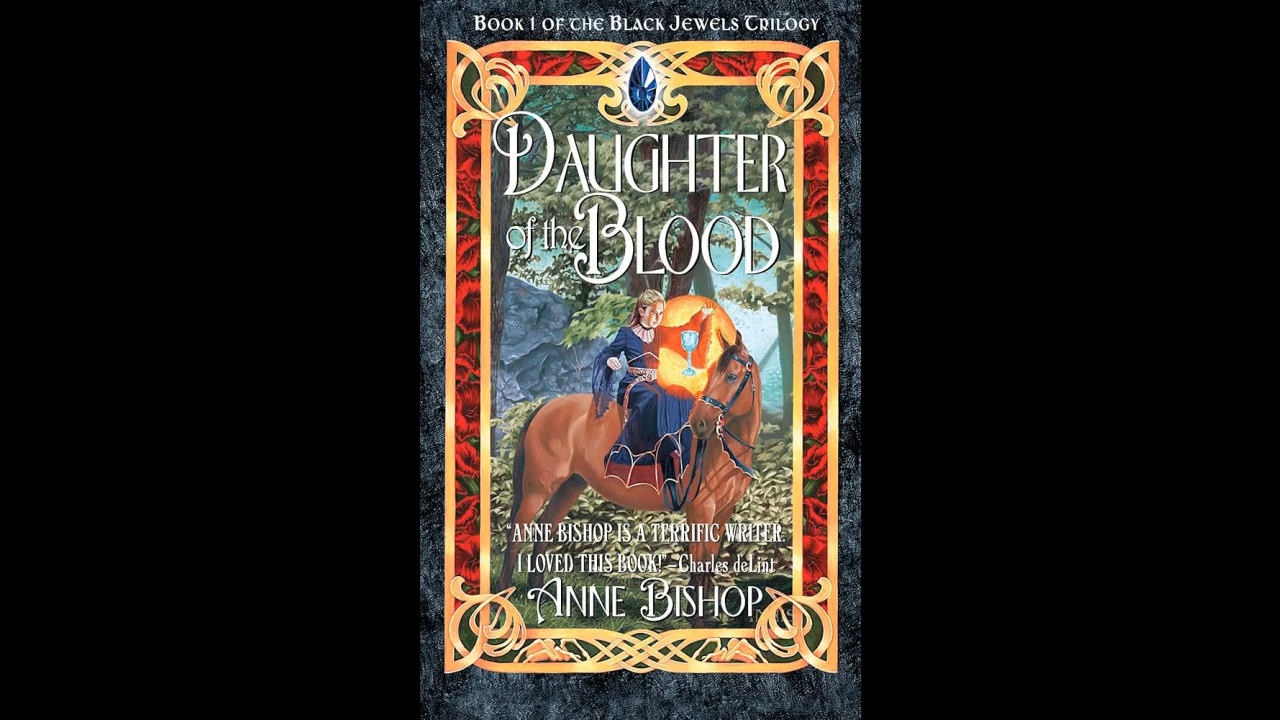 BOOK 1 OF THE BLACK JEWELS TRILOGY
DAUGHTER
of the BLOOD
"ANNE BISHOP IS A TERRIFIC WRITER.
I LOVED THIS BOOK!"—Charles deLint
ANNE BISHOP